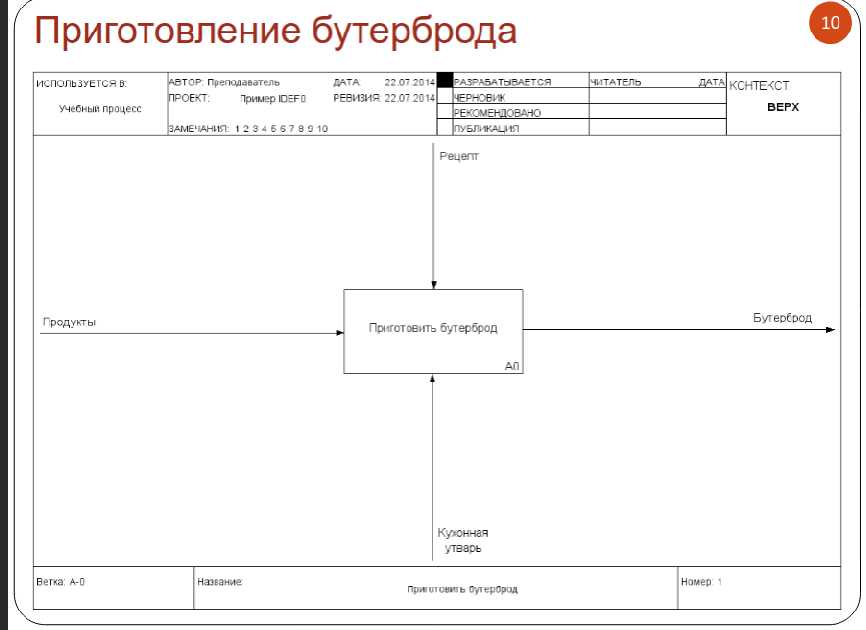 Приготовление бутерброда
10
ИСПОЛЬЗУЕТСЯ В:
Учебный процесс
АВТОР: Преподаватель
ДАТА: 22.07.2014
ПРОЕКТ: Пример IDEF0
РЕВИЗИЯ: 22.07.2014
ЗАМЕЧАНИЯ: 1 2 3 4 5 6 7 8 9 10
РАЗРАБАТЫВАЕТСЯ
ЧЕРНОВИК
РЕКОМЕНДОВАНО
ПУБЛИКАЦИЯ
ЧИТАТЕЛЬ ДАТА
КОНТЕКСТ
ВЕРХ
Рецепт
Продукты
Приготовить бутерброд
A0
Бутерброд
Кухонная
утварь
Ветка: A-0
Название:
Приготовить бутерброд
Номер: 1